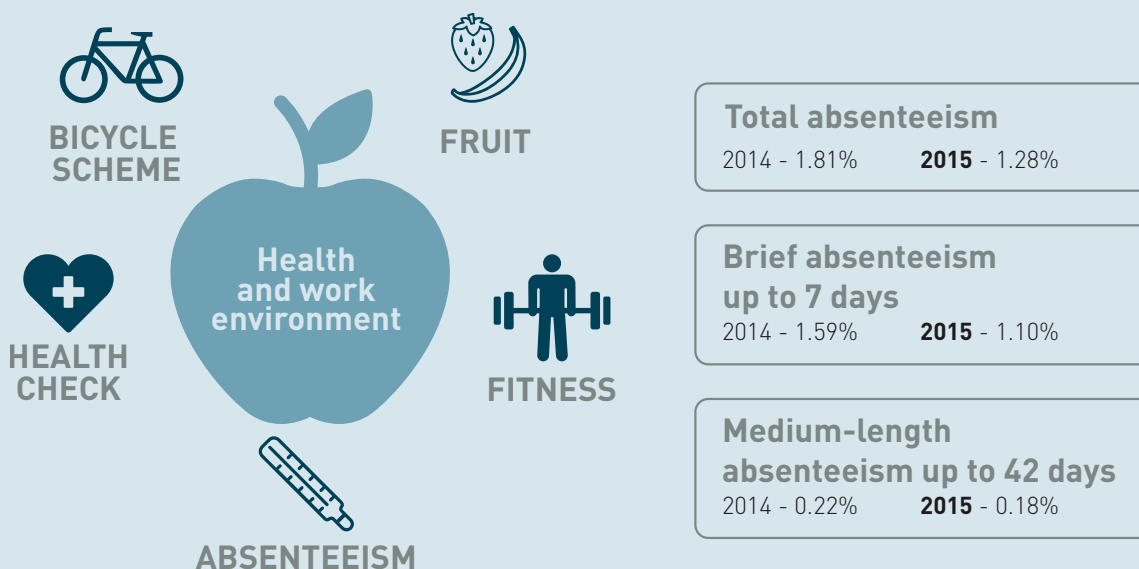 BICYCLE
SCHEME
FRUIT
Health
and work
environment
HEALTH
CHECK
FITNESS
ABSENTEEISM
Total absenteeism
2014 - 1.81% 2015 - 1.28%
Brief absenteeism
up to 7 days
2014 - 1.59% 2015 - 1.10%
Medium-length
absenteeism up to 42 days
2014 - 0.22% 2015 - 0.18%